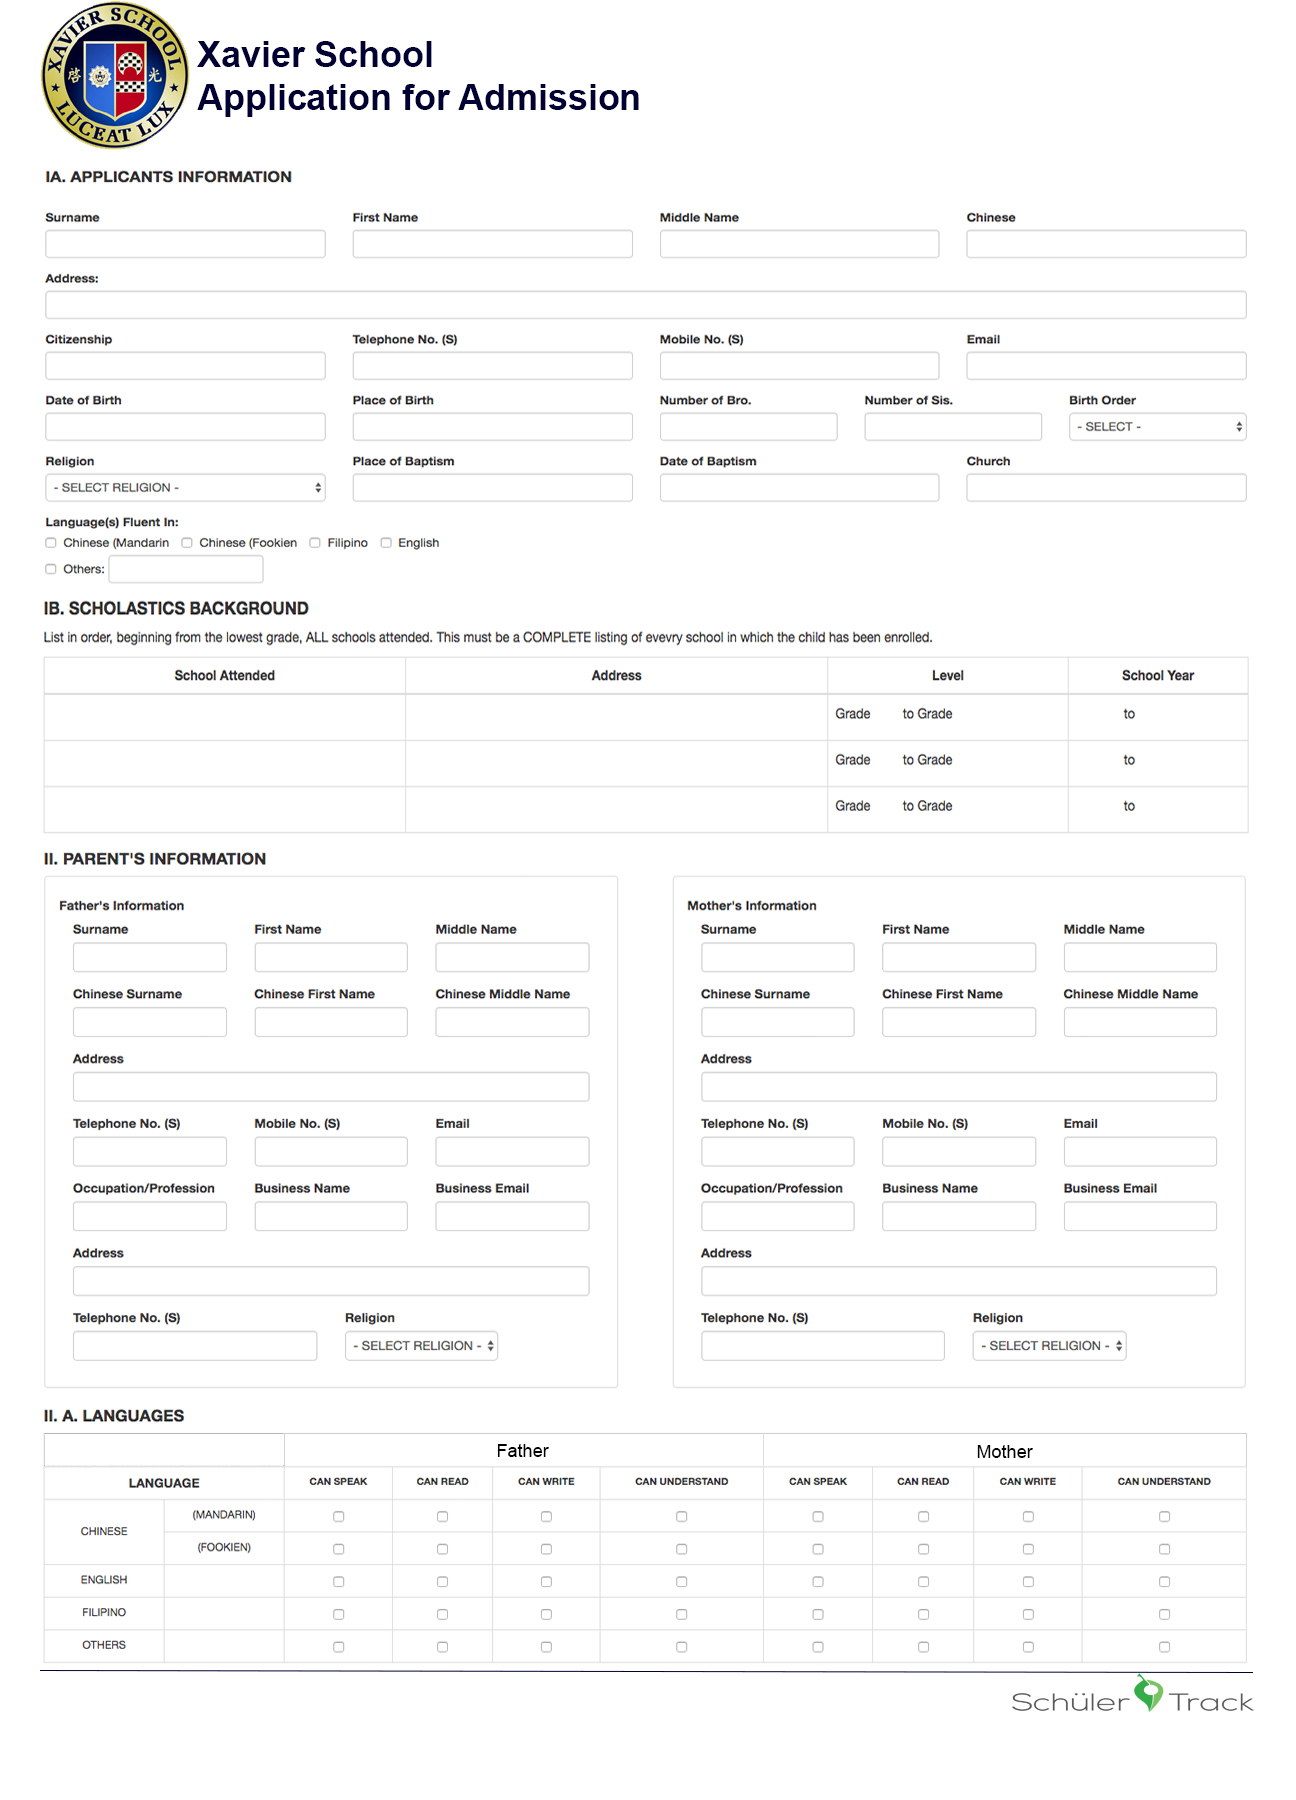 XAVIER SCHOOL
啓 光
LUCEAT LUX
Xavier School
Application for Admission
IA. APPLICANTS INFORMATION
Surname First Name Middle Name Chinese
Address:
Citizenship Telephone No. (S) Mobile No. (S) Email
Date of Birth Place of Birth Number of Bro. Number of Sis. Birth Order
- SELECT -
Religion Place of Baptism Date of Baptism Church
- SELECT RELIGION -
Language(s) Fluent In:
Chinese (Mandarin Chinese (Fookien Filipino English
Others:
IB. SCHOLASTICS BACKGROUND
List in order, beginning from the lowest grade, ALL schools attended. This must be a COMPLETE listing of evevry school in which the child has been enrolled.
School Attended Address Level School Year
Grade to Grade to
Grade to Grade to
Grade to Grade to
II. PARENT'S INFORMATION
Father's Information
Surname First Name Middle Name
Chinese Surname Chinese First Name Chinese Middle Name
Address
Telephone No. (S) Mobile No. (S) Email
Occupation/Profession Business Name Business Email
Address
Telephone No. (S) Religion
- SELECT RELIGION -
Mother's Information
Surname First Name Middle Name
Chinese Surname Chinese First Name Chinese Middle Name
Address
Telephone No. (S) Mobile No. (S) Email
Occupation/Profession Business Name Business Email
Address
Telephone No. (S) Religion
- SELECT RELIGION -
II. A. LANGUAGES
Father Mother
LANGUAGE CAN SPEAK CAN READ CAN WRITE CAN UNDERSTAND CAN SPEAK CAN READ CAN WRITE CAN UNDERSTAND
CHINESE (MANDARIN)
(FOOKIEN)
ENGLISH
FILIPINO
OTHERS
Schüler Track